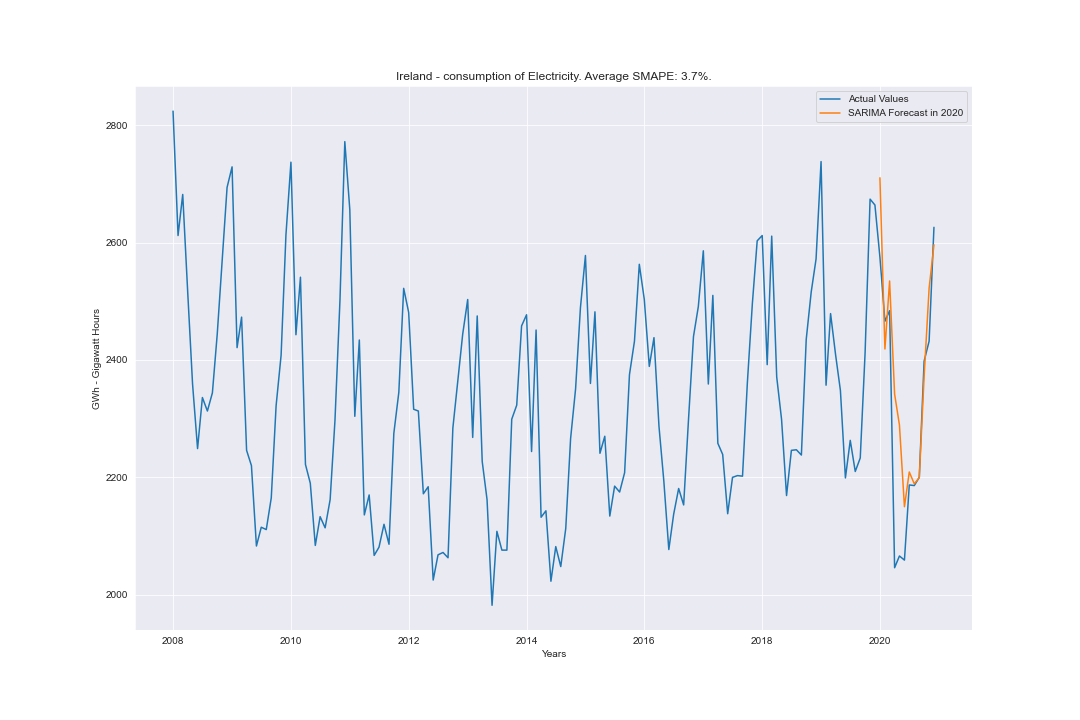 Ireland - consumption of Electricity. Average SMAPE: 3.7%.
Actual Values
SARIMA Forecast in 2020
2800
2600
2400
2200
2000
GWh - Gigawatt Hours
2008 2010 2012 2014 2016 2018 2020
Years